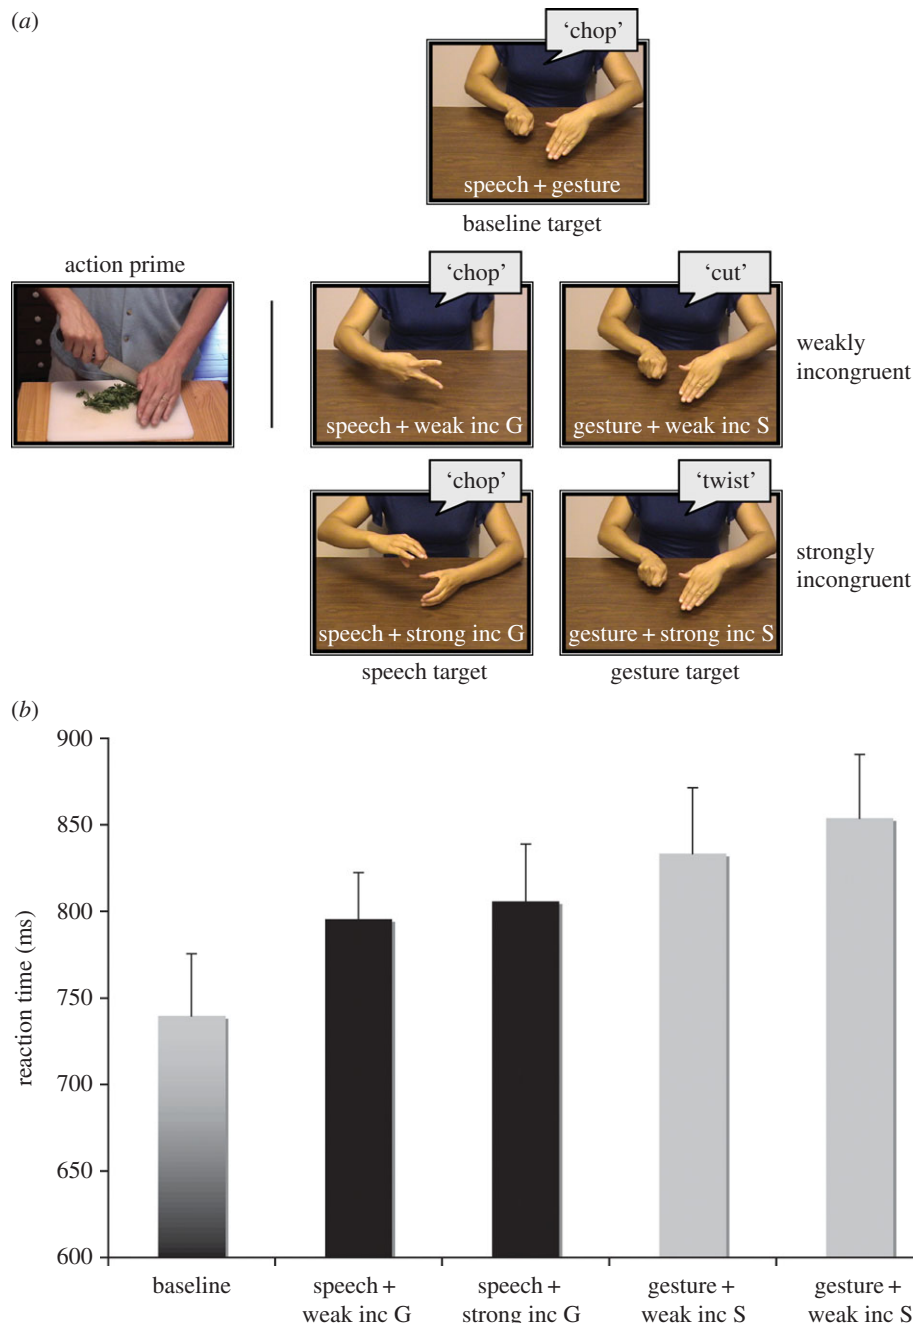 (a)
‘chop’
speech + gesture
baseline target
action prime
‘chop’
‘cut’
weakly
incongruent
speech + weak inc G
gesture + weak inc S
‘chop’
‘twist’
strongly
incongruent
speech + strong inc G
gesture + strong inc S
speech target
gesture target
(b)
900
850
800
750
700
650
600
reaction time (ms)
baseline
speech +
weak inc G
speech +
strong inc G
gesture +
weak inc S
gesture +
weak inc S